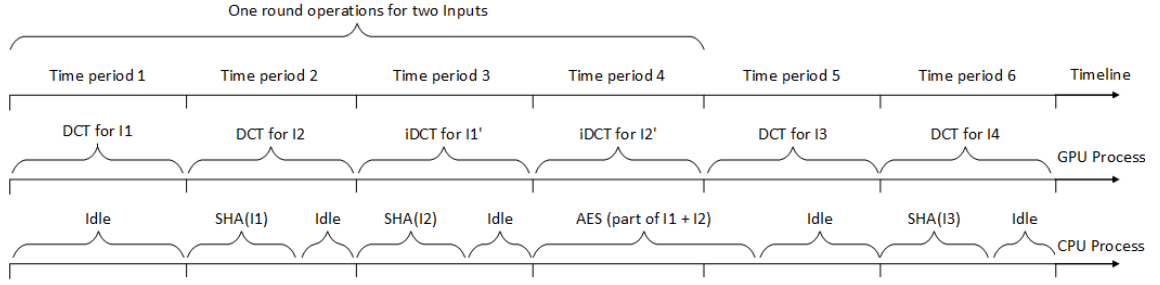 One round operations for two Inputs
Time period 1 Time period 2 Time period 3 Time period 4 Time period 5 Time period 6 Timeline
DCT for I1 DCT for I2 iDCT for I1' iDCT for I2' DCT for I3 DCT for I4
GPU Process
Idle SHA(I1) Idle SHA(I2) Idle AES (part of I1 + I2) Idle SHA(I3) Idle
CPU Process